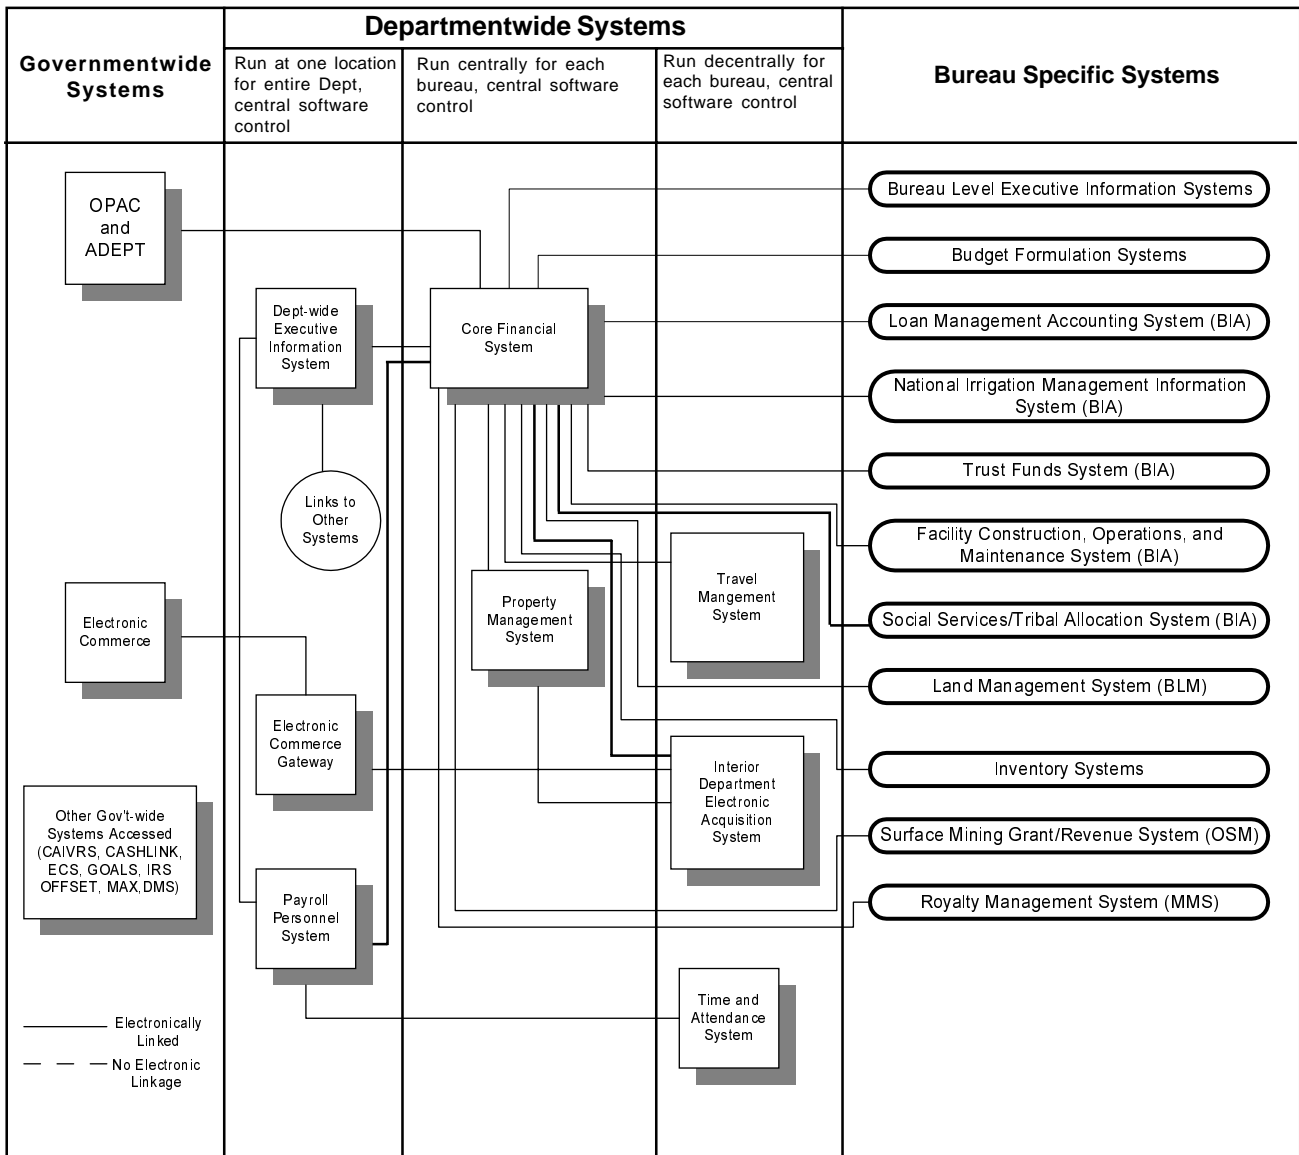 Departmentwide Systems
Governmentwide
Systems
Run at one location
for entire Dept,
central software
control
Run centrally for each
bureau, central software
control
Run decentrally for
each bureau, central
software control
Bureau Specific Systems
OPAC
and
ADEPT
Electronic
Commerce
Other Gov't-wide
Systems Accessed
(CAIVRS, CASHLINK,
ECS, GOALS, IRS
OFFSET, MAX,DMS)
Electronically
Linked
No Electronic
Linkage
Dept-wide
Executive
Information
System
Links to
Other
Systems
Electronic
Commerce
Gateway
Payroll
Personnel
System
Core Financial
System
Property
Management
System
Travel
Mangement
System
Interior
Department
Electronic
Acquisition
System
Time and
Attendance
System
Bureau Level Executive Information Systems
Budget Formulation Systems
Loan Management Accounting System (BIA)
National Irrigation Management Information
System (BIA)
Trust Funds System (BIA)
Facility Construction, Operations, and
Maintenance System (BIA)
Social Services/Tribal Allocation System (BIA)
Land Management System (BLM)
Inventory Systems
Surface Mining Grant/Revenue System (OSM)
Royalty Management System (MMS)